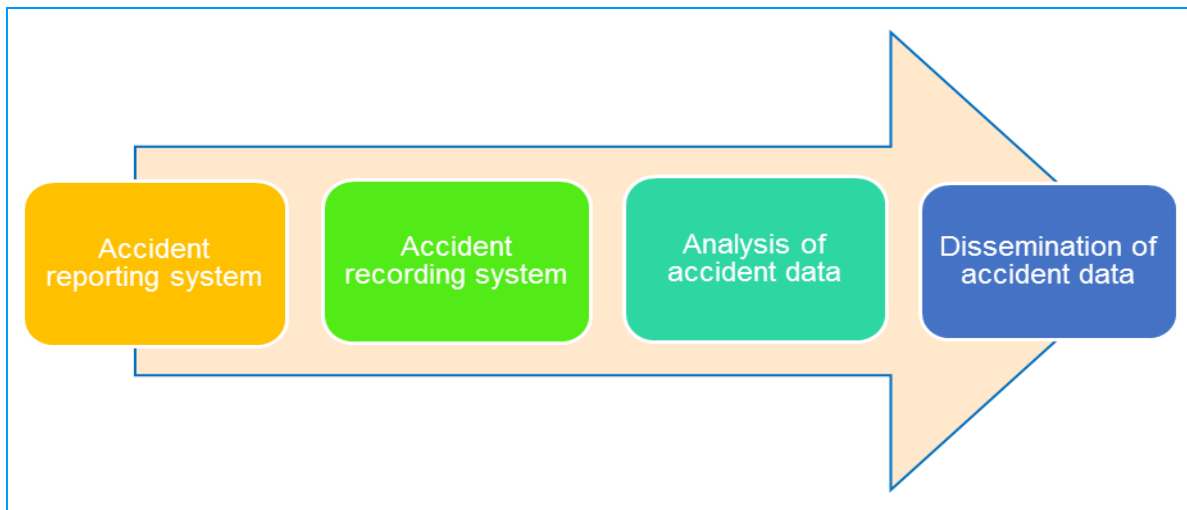 Accident
reporting system
Accident
recording system
Analysis of
accident data
Dissemination of
accident data